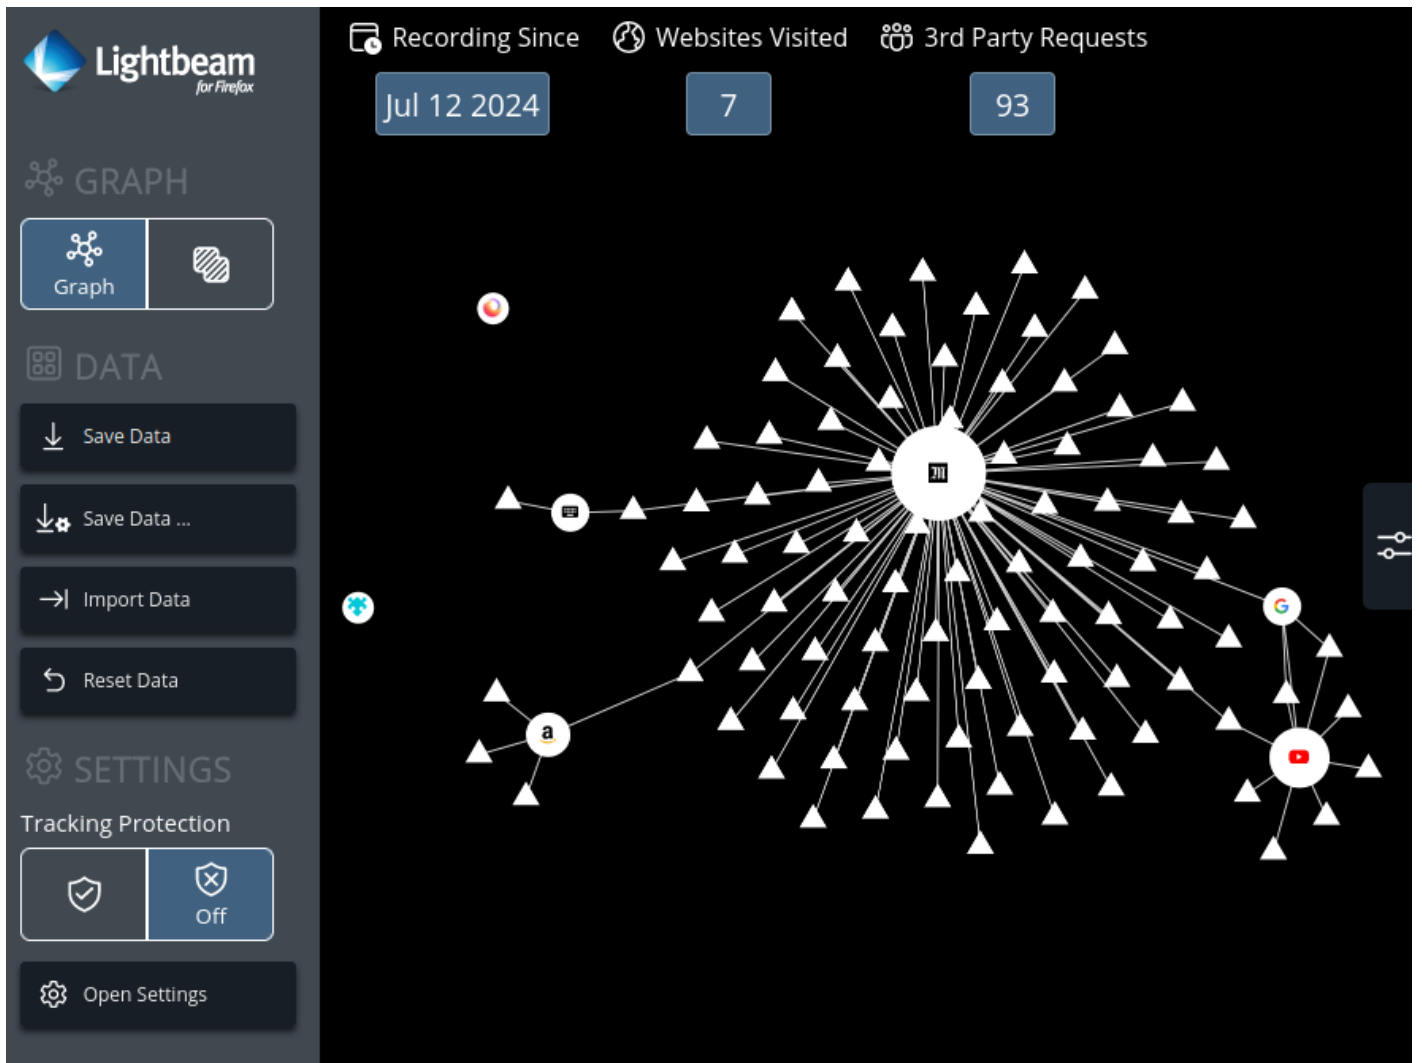 Lightbeam
for Firefox
Recording Since
Websites Visited
3rd Party Requests
Jul 12 2024
7
93
GRAPH
Graph
DATA
Save Data
Save Data ...
Import Data
Reset Data
SETTINGS
Tracking Protection
Off
Open Settings
M
G
a